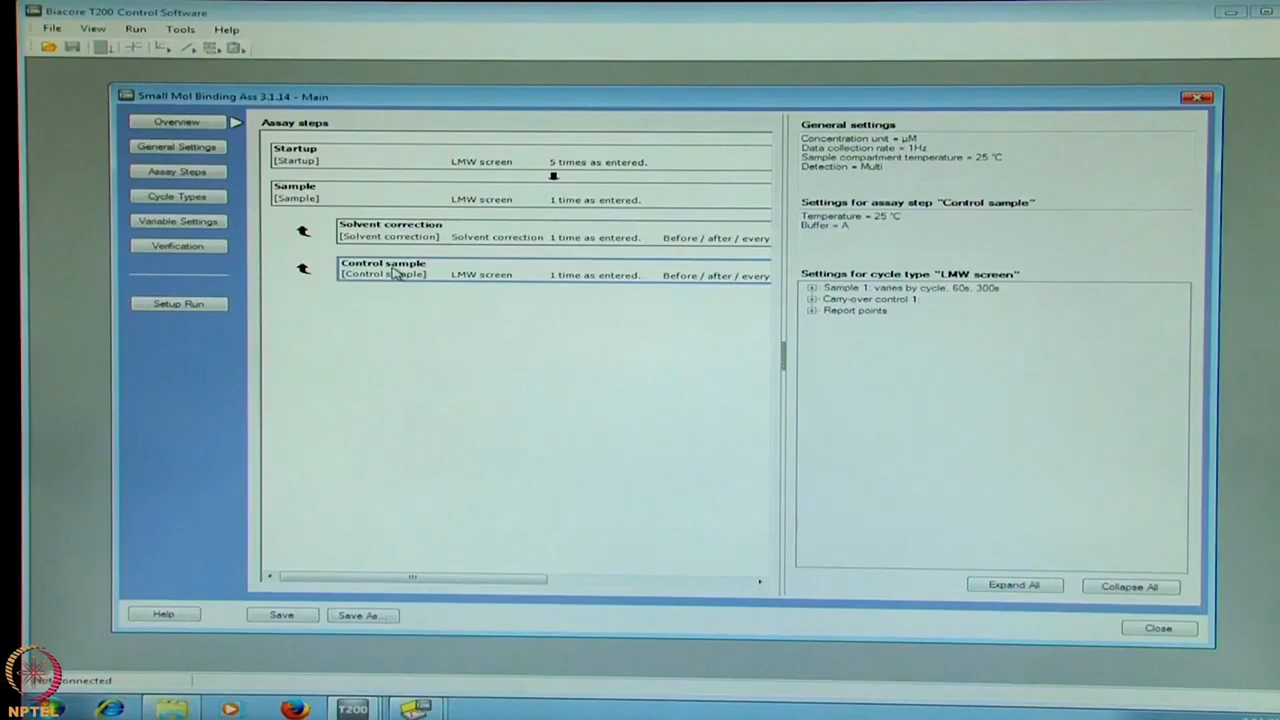 Biacore T200 Control Software
File View Run Tools Help
Small Mol Binding Ass 3.1.14 - Main
Overview
General Settings
Assay Steps
Cycle Types
Variable Settings
Verification
Setup Run
Assay steps
Startup
[Startup] LMW screen 5 times as entered.
Sample
[Sample] LMW screen 1 time as entered.
Solvent correction
[Solvent correction] Solvent correction 1 time as entered. Before / after / every
Control sample
[Control sample] LMW screen 1 time as entered. Before / after / every
General settings
Concentration unit = µM
Data collection rate = 1Hz
Sample compartment temperature = 25 °C
Detection = Multi
Settings for assay step "Control sample"
Temperature = 25 °C
Buffer = A
Settings for cycle type "LMW screen"
Sample 1: varies by cycle, 60s, 300s
Carry-over control 1:
Report points
Expand All Collapse All
Help Save Save As... Close
Not connected
T200
NPTEL